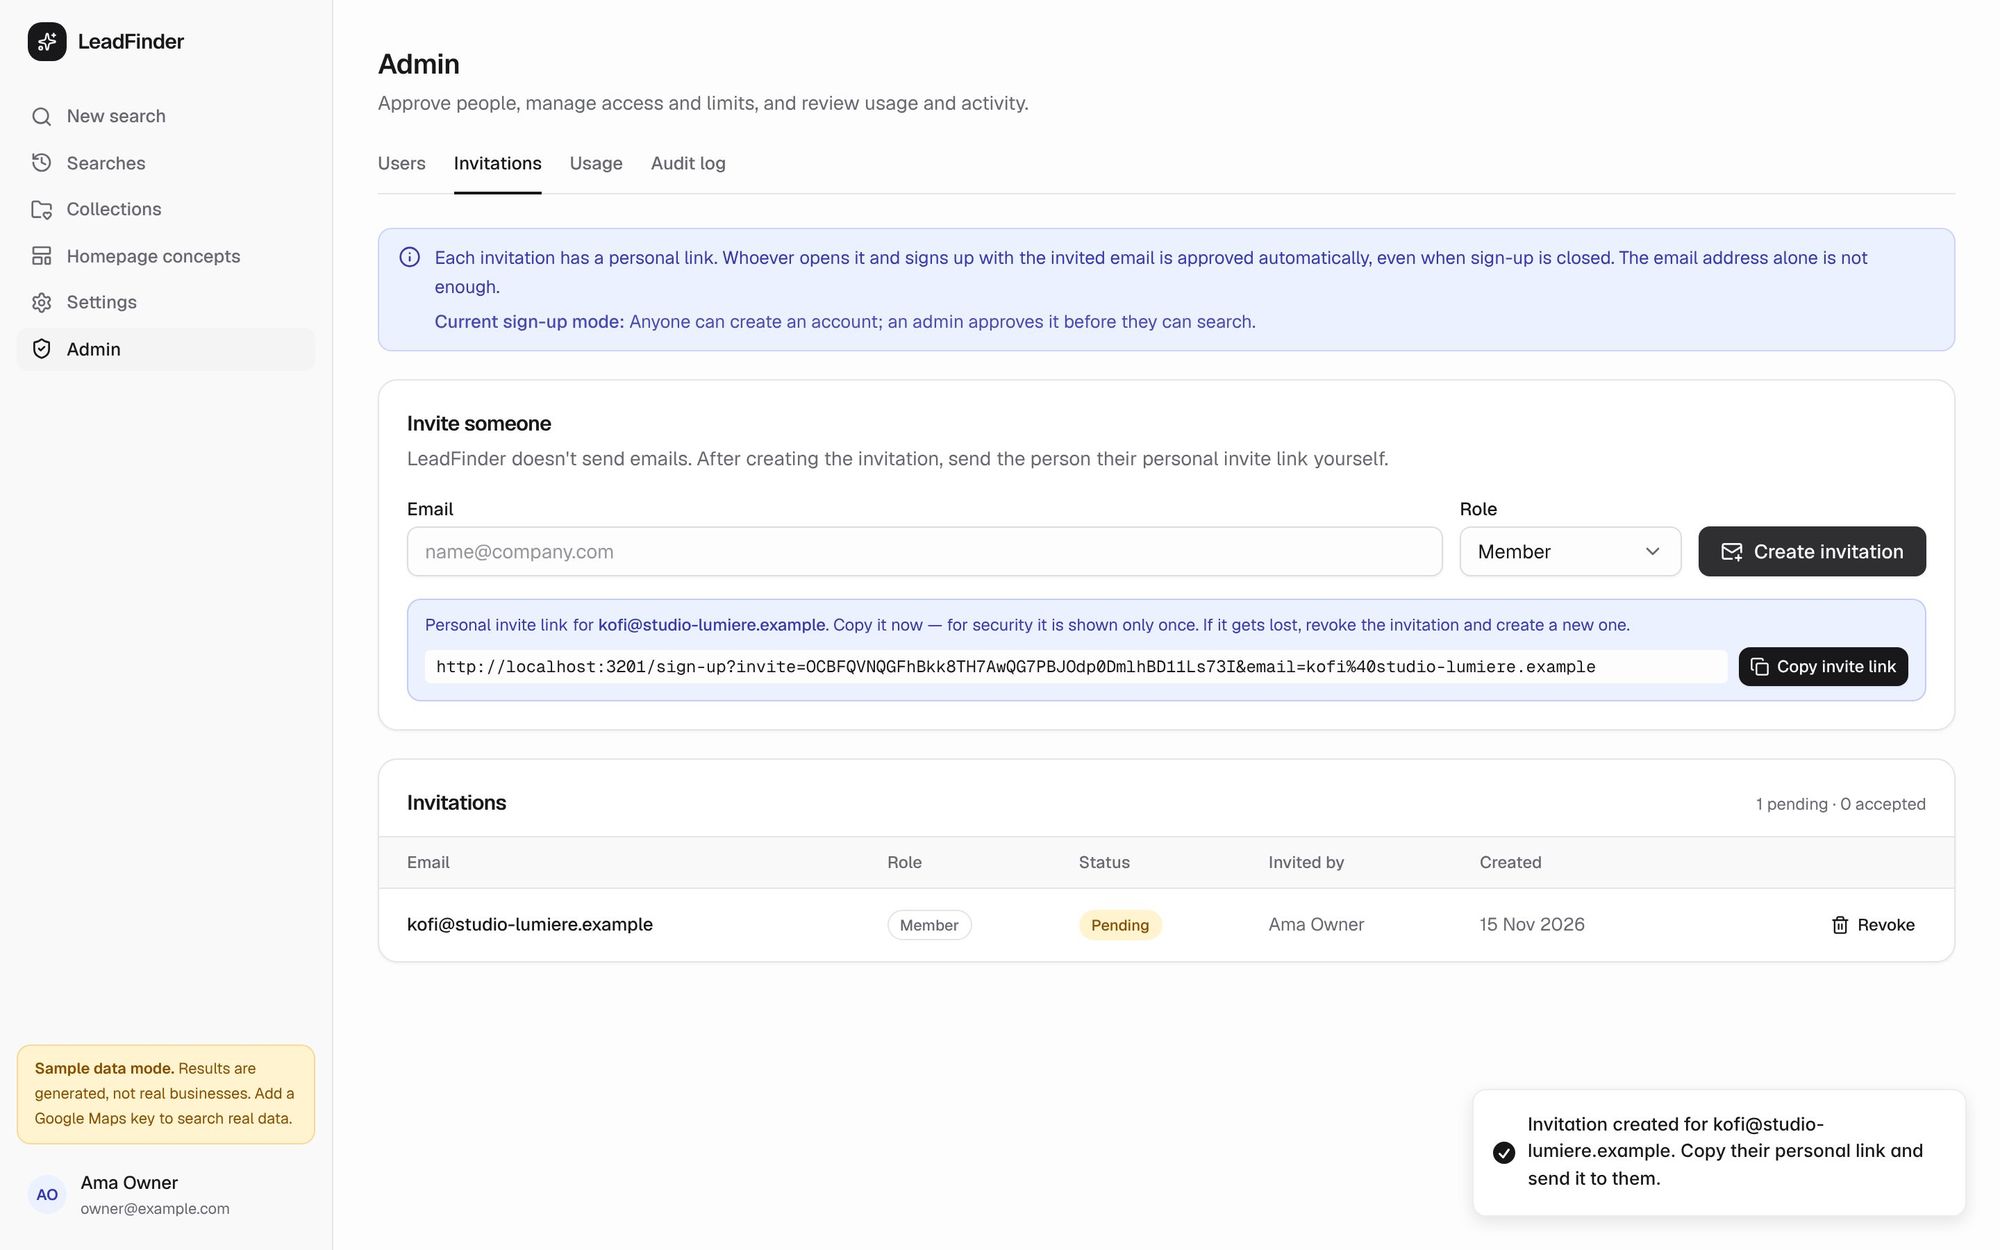 LeadFinder
New search
Searches
Collections
Homepage concepts
Settings
Admin
Sample data mode. Results are
generated, not real businesses. Add a
Google Maps key to search real data.
AO
Ama Owner
owner@example.com
Admin
Approve people, manage access and limits, and review usage and activity.
Users Invitations Usage Audit log
Each invitation has a personal link. Whoever opens it and signs up with the invited email is approved automatically, even when sign-up is closed. The email address alone is not
enough.
Current sign-up mode: Anyone can create an account; an admin approves it before they can search.
Invite someone
LeadFinder doesn't send emails. After creating the invitation, send the person their personal invite link yourself.
Email Role
name@company.com Member Create invitation
Personal invite link for kofi@studio-lumiere.example. Copy it now — for security it is shown only once. If it gets lost, revoke the invitation and create a new one.
http://localhost:3201/sign-up?invite=OCBFQVNQGFhBkk8TH7AwQG7PBJOdp0DmlhBD11Ls73I&email=kofi%40studio-lumiere.example Copy invite link
Invitations 1 pending · 0 accepted
Email Role Status Invited by Created
kofi@studio-lumiere.example Member Pending Ama Owner 15 Nov 2026 Revoke
Invitation created for kofi@studio-
lumiere.example. Copy their personal link and
send it to them.